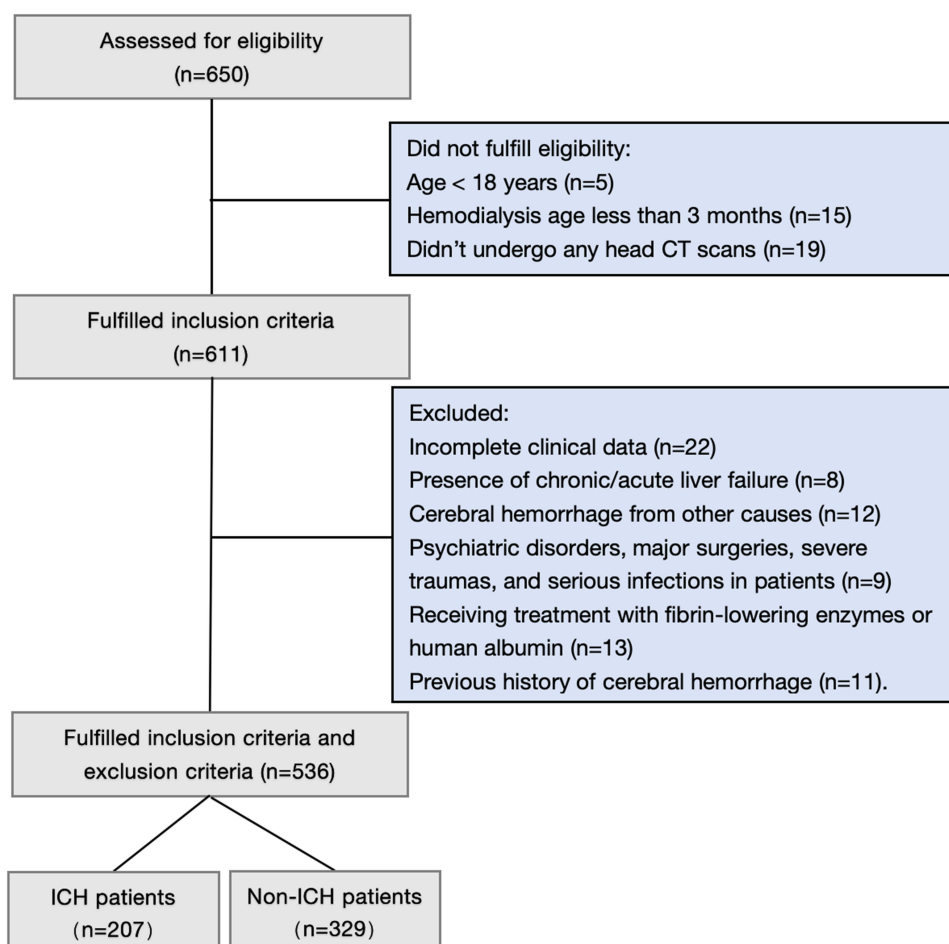 Assessed for eligibility
(n=650)
Did not fulfill eligibility:
Age < 18 years (n=5)
Hemodialysis age less than 3 months (n=15)
Didn’t undergo any head CT scans (n=19)
Fulfilled inclusion criteria
(n=611)
Excluded:
Incomplete clinical data (n=22)
Presence of chronic/acute liver failure (n=8)
Cerebral hemorrhage from other causes (n=12)
Psychiatric disorders, major surgeries, severe
traumas, and serious infections in patients (n=9)
Receiving treatment with fibrin-lowering enzymes or
human albumin (n=13)
Previous history of cerebral hemorrhage (n=11).
Fulfilled inclusion criteria and
exclusion criteria (n=536)
ICH patients
（n=207）
Non-ICH patients
（n=329）